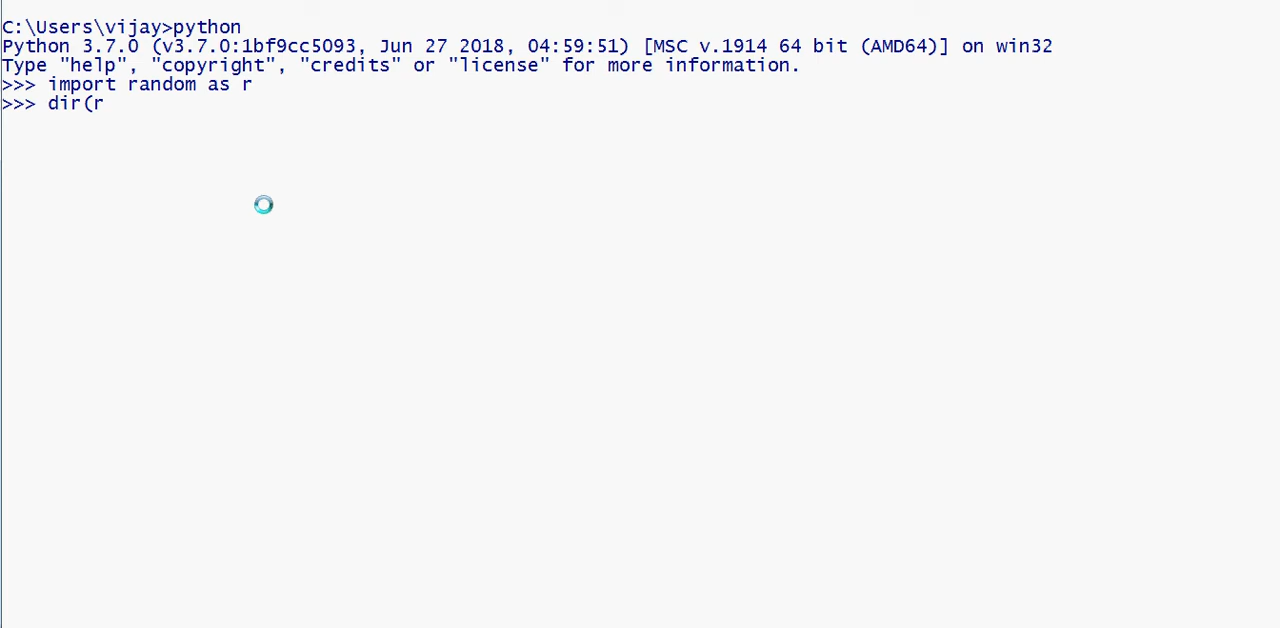 C:\Users\vijay>python
Python 3.7.0 (v3.7.0:1bf9cc5093, Jun 27 2018, 04:59:51) [MSC v.1914 64 bit (AMD64)] on win32
Type "help", "copyright", "credits" or "license" for more information.
>>> import random as r
>>> dir(r